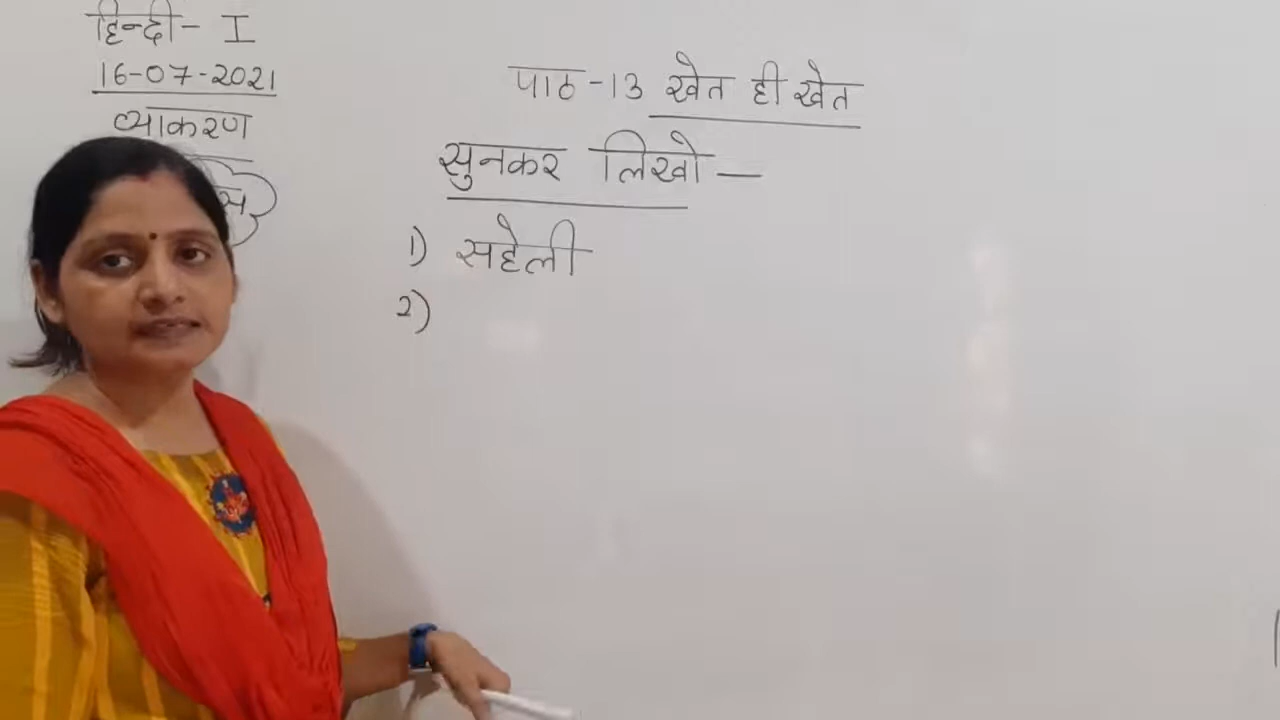 हिन्दी- I
16-07-2021
व्याकरण
पाठ -13 खेत ही खेत
सुनकर लिखो —
1) सहेली
2)